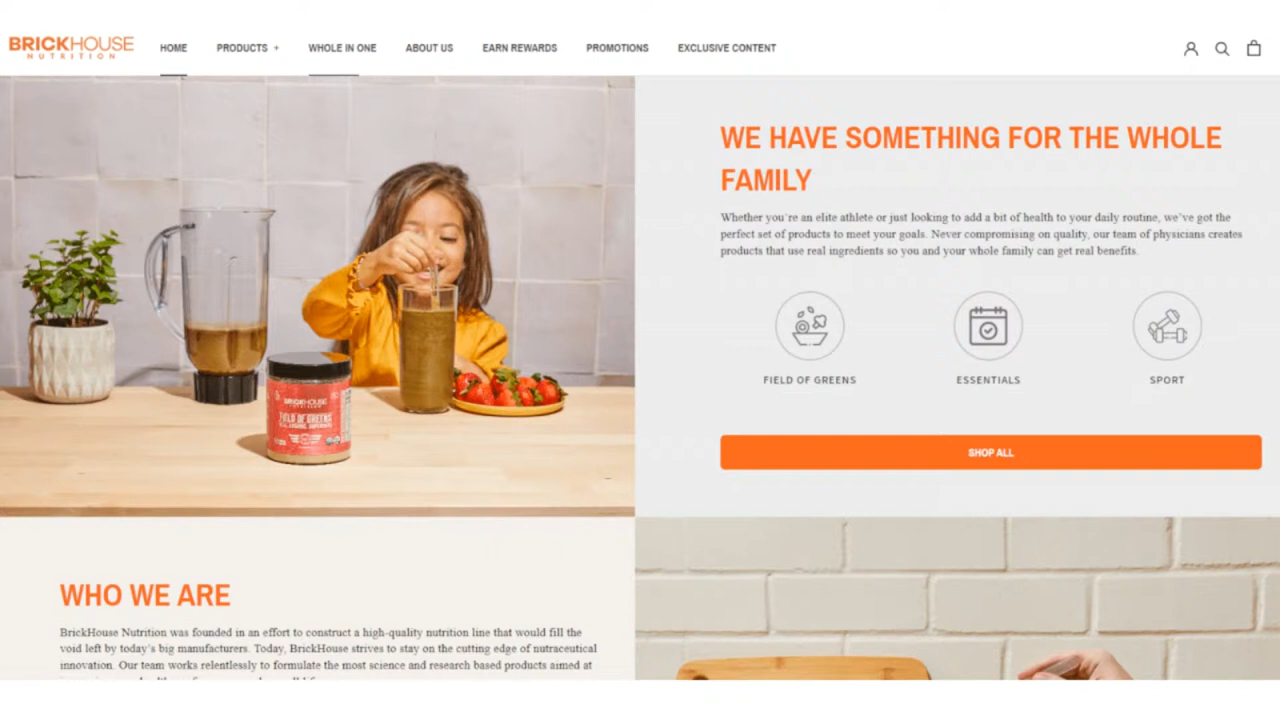 BRICKHOUSE
NUTRITION
HOME
PRODUCTS +
WHOLE IN ONE
ABOUT US
EARN REWARDS
PROMOTIONS
EXCLUSIVE CONTENT
WE HAVE SOMETHING FOR THE WHOLE
FAMILY
Whether you're an elite athlete or just looking to add a bit of health to your daily routine, we've got the
perfect set of products to meet your goals. Never compromising on quality, our team of physicians creates
products that use real ingredients so you and your whole family can get real benefits.
FIELD OF GREENS
ESSENTIALS
SPORT
SHOP ALL
BRICKHOUSE
NUTRITION
FIELD OF GREENS
WHO WE ARE
BrickHouse Nutrition was founded in an effort to construct a high-quality nutrition line that would fill the
void left by today's big manufacturers. Today, BrickHouse strives to stay on the cutting edge of nutraceutical
innovation. Our team works relentlessly to formulate the most science and research based products aimed at